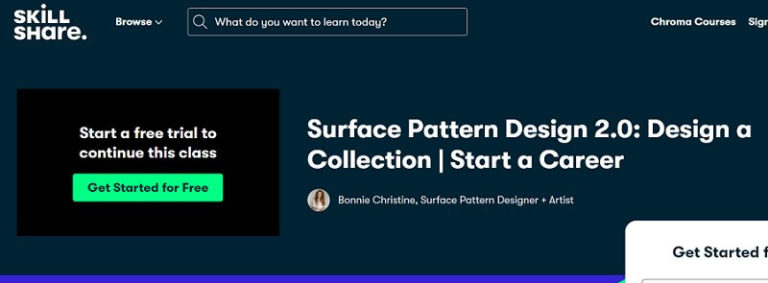 SKILL
SHARE.
Browse
What do you want to learn today?
Chroma Courses
Start a free trial to
continue this class
Get Started for Free
Surface Pattern Design 2.0: Design a
Collection | Start a Career
Bonnie Christine, Surface Pattern Designer + Artist
Get Started